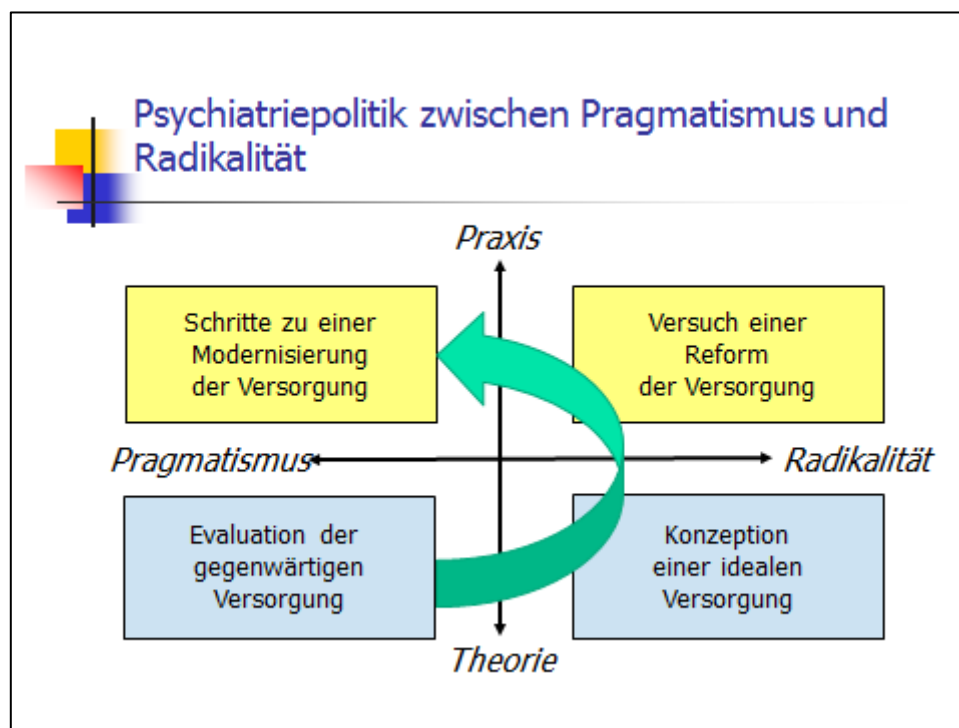 Psychiatriepolitik zwischen Pragmatismus und
Radikalität
Praxis
Schritte zu einer
Modernisierung
der Versorgung
Versuch einer
Reform
der Versorgung
Pragmatismus
Radikalität
Evaluation der
gegenwärtigen
Versorgung
Konzeption
einer idealen
Versorgung
Theorie